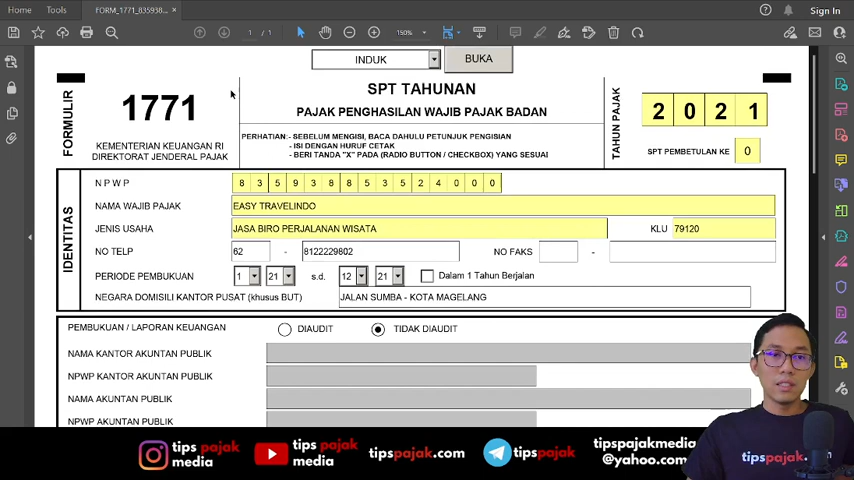 Home Tools FORM_1771_835938... × Sign In
1 / 1 150%
INDUK BUKA
FORMULIR 1771
KEMENTERIAN KEUANGAN RI
DIREKTORAT JENDERAL PAJAK
SPT TAHUNAN
PAJAK PENGHASILAN WAJIB PAJAK BADAN
PERHATIAN:- SEBELUM MENGISI, BACA DAHULU PETUNJUK PENGISIAN
- ISI DENGAN HURUF CETAK
- BERI TANDA "X" PADA (RADIO BUTTON / CHECKBOX) YANG SESUAI
TAHUN PAJAK 2 0 2 1
SPT PEMBETULAN KE 0
IDENTITAS
N P W P 8 3 5 9 3 8 8 5 3 5 2 4 0 0 0
NAMA WAJIB PAJAK EASY TRAVELINDO
JENIS USAHA JASA BIRO PERJALANAN WISATA KLU 79120
NO TELP 62 - 8122229802 NO FAKS -
PERIODE PEMBUKUAN 1 21 s.d. 12 21 Dalam 1 Tahun Berjalan
NEGARA DOMISILI KANTOR PUSAT (khusus BUT) JALAN SUMBA - KOTA MAGELANG
PEMBUKUAN / LAPORAN KEUANGAN DIAUDIT TIDAK DIAUDIT
NAMA KANTOR AKUNTAN PUBLIK
NPWP KANTOR AKUNTAN PUBLIK
NAMA AKUNTAN PUBLIK
NPWP AKUNTAN PUBLIK
tips pajak media
tips pajak media
tipspajak.com
tipspajak
tipspajakmedia
@yahoo.com
tipspajak.com